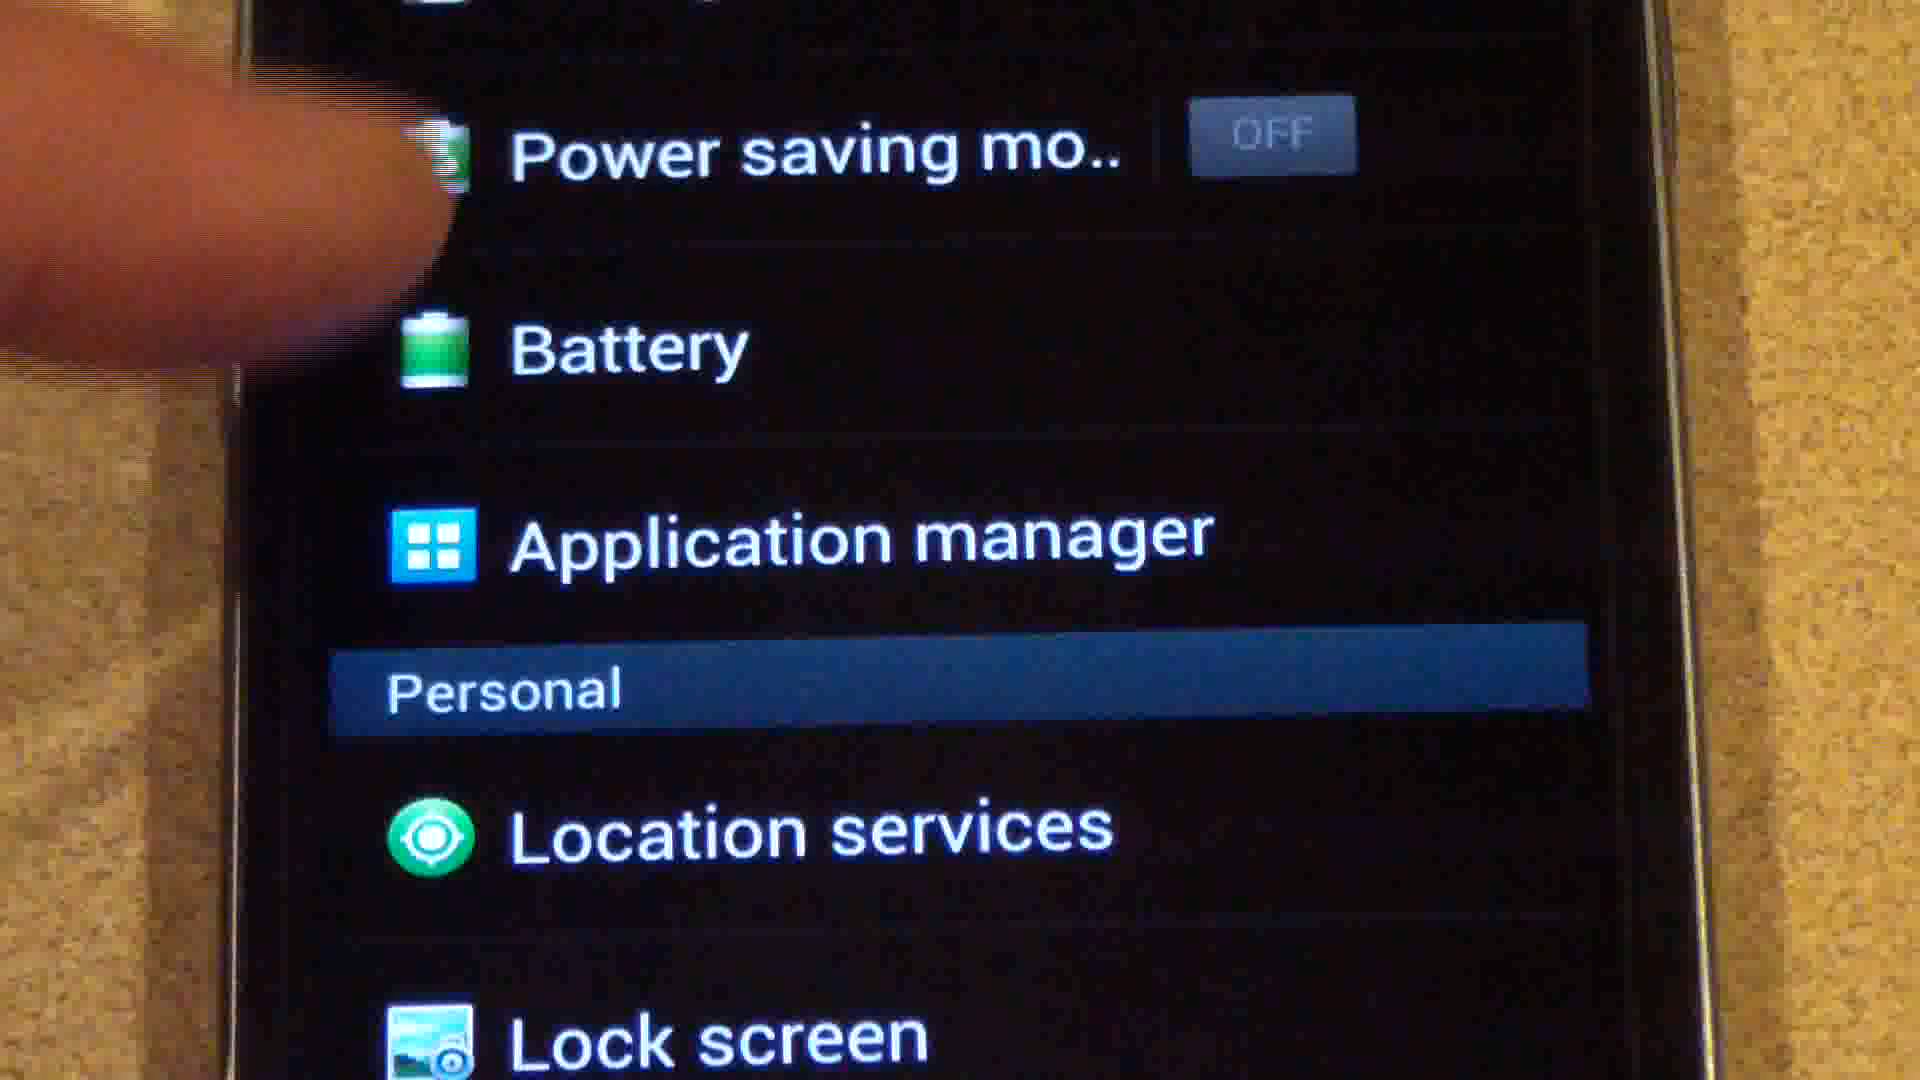 Power saving mo..
OFF
Battery
Application manager
Personal
Location services
Lock screen